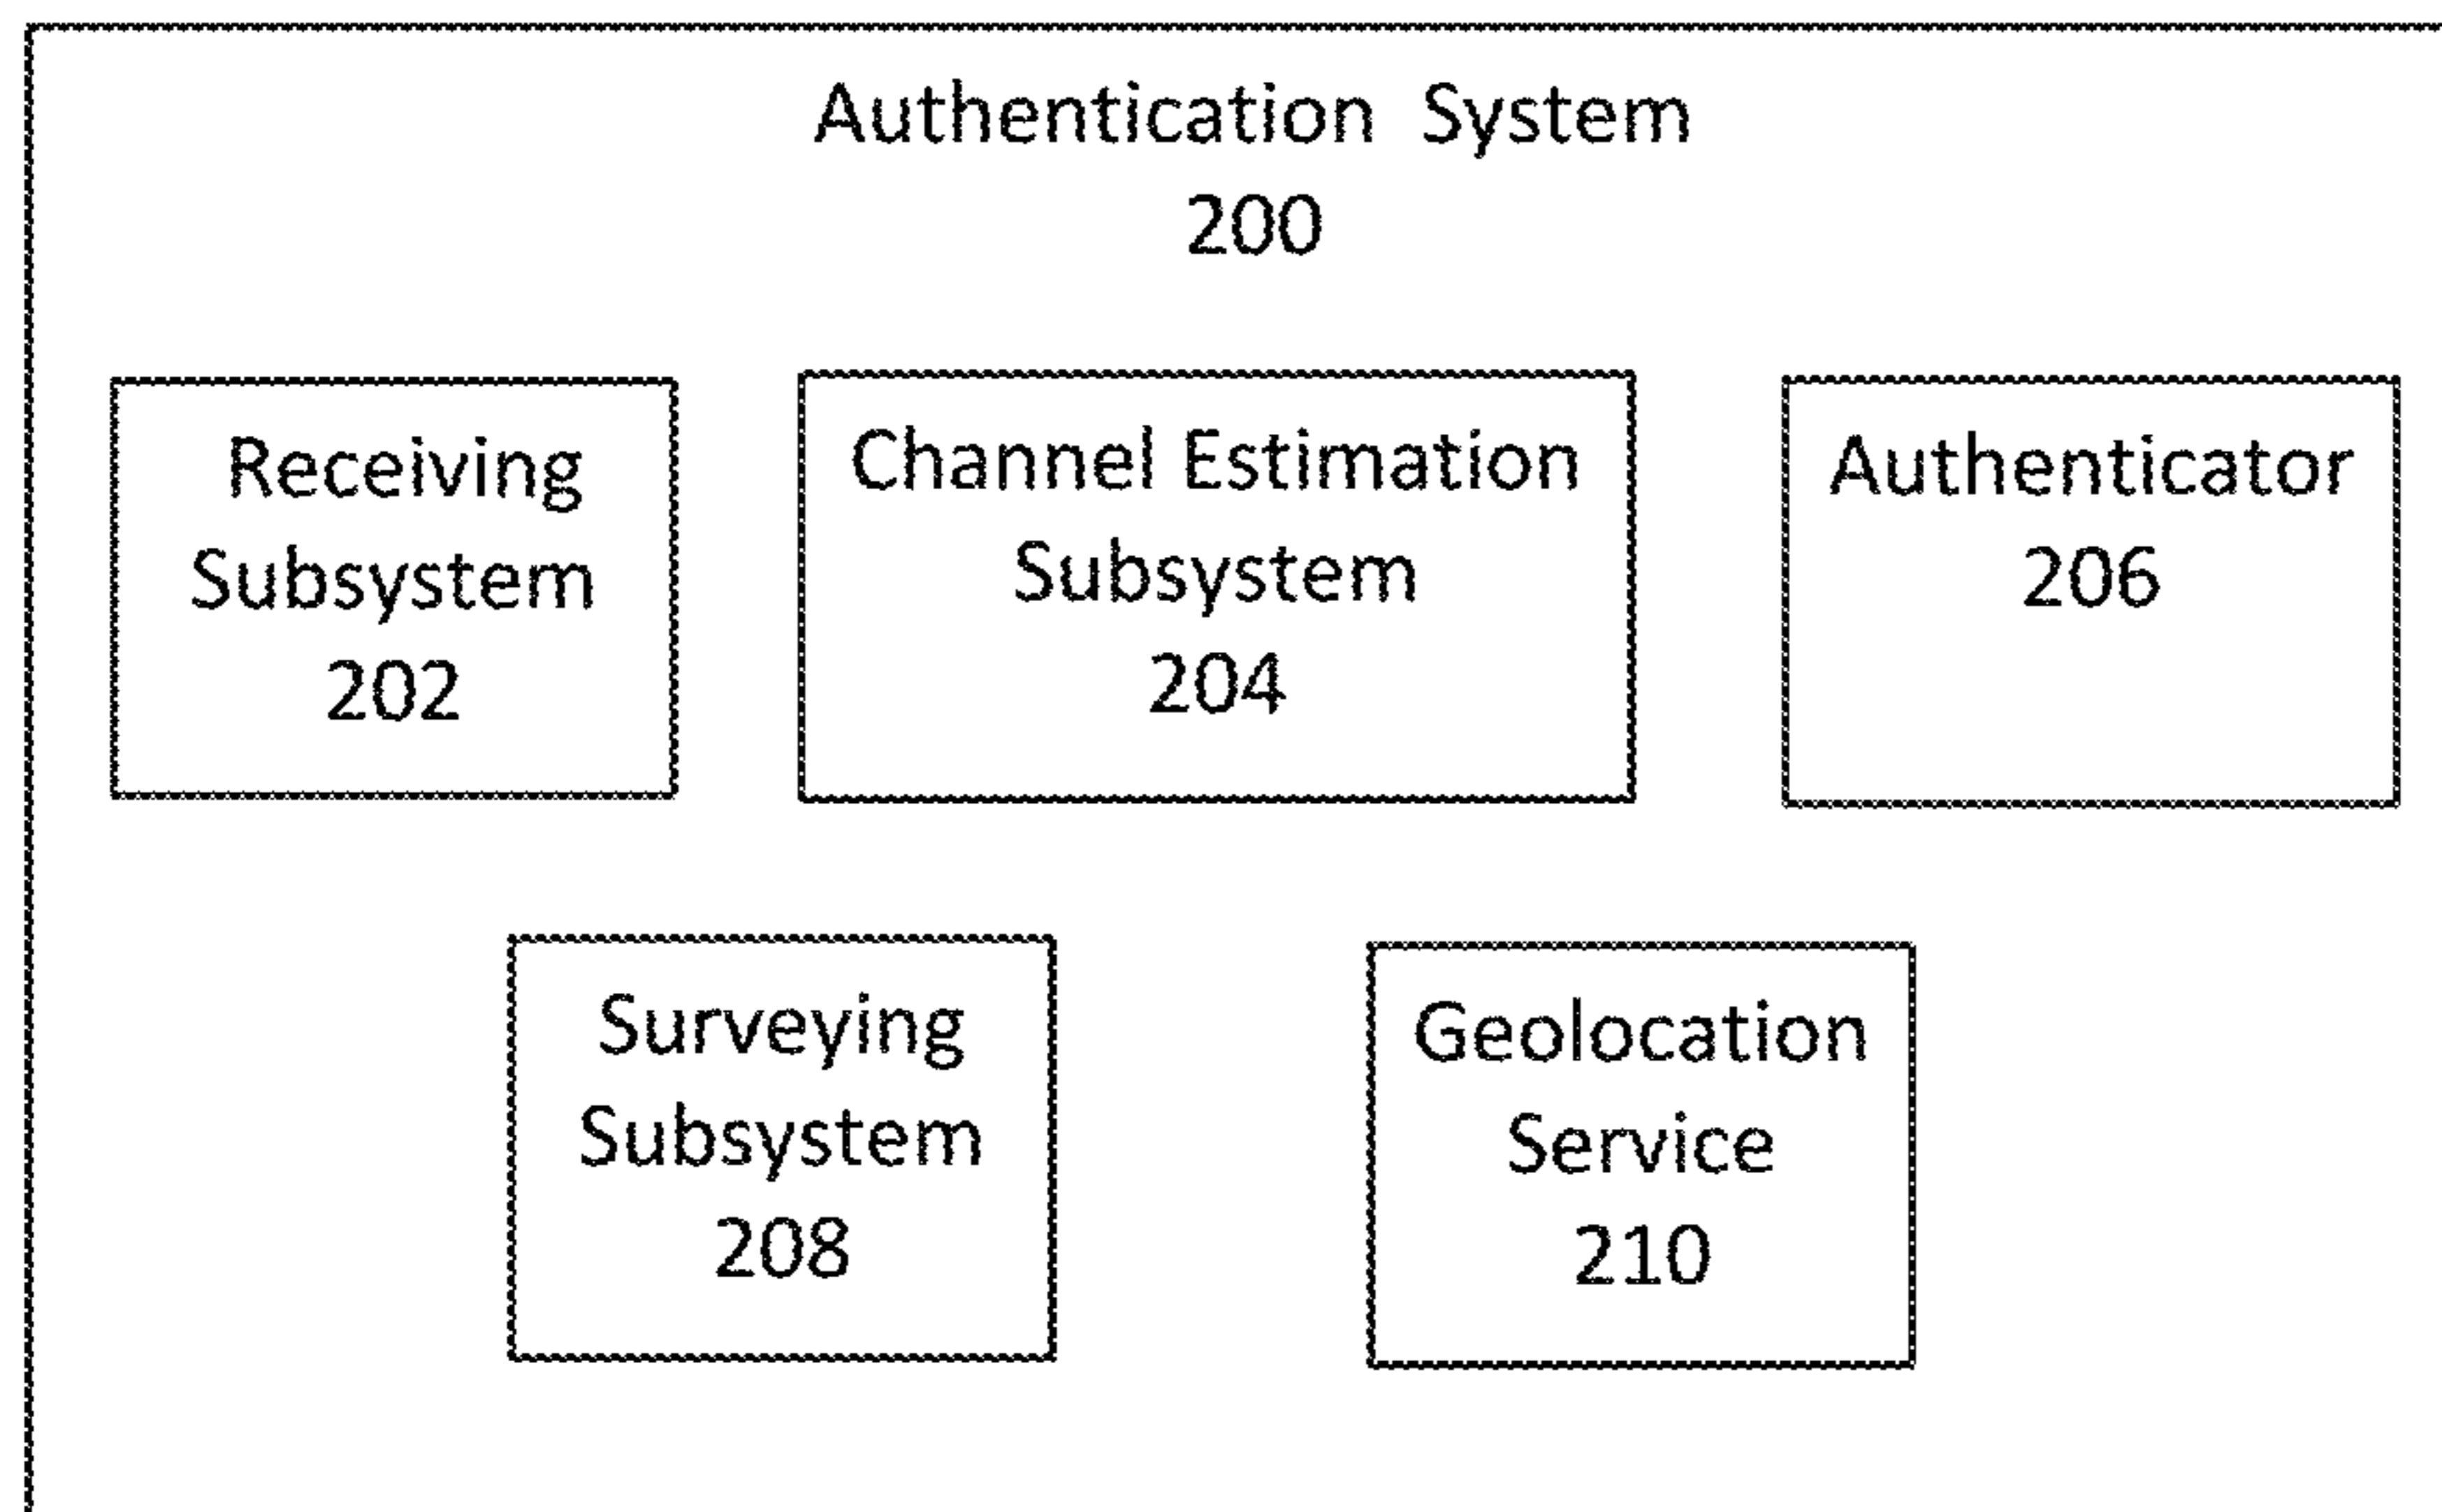 Authentication System
200
Receiving
Subsystem
202
Channel Estimation
Subsystem
204
Authenticator
206
Surveying
Subsystem
208
Geolocation
Service
210